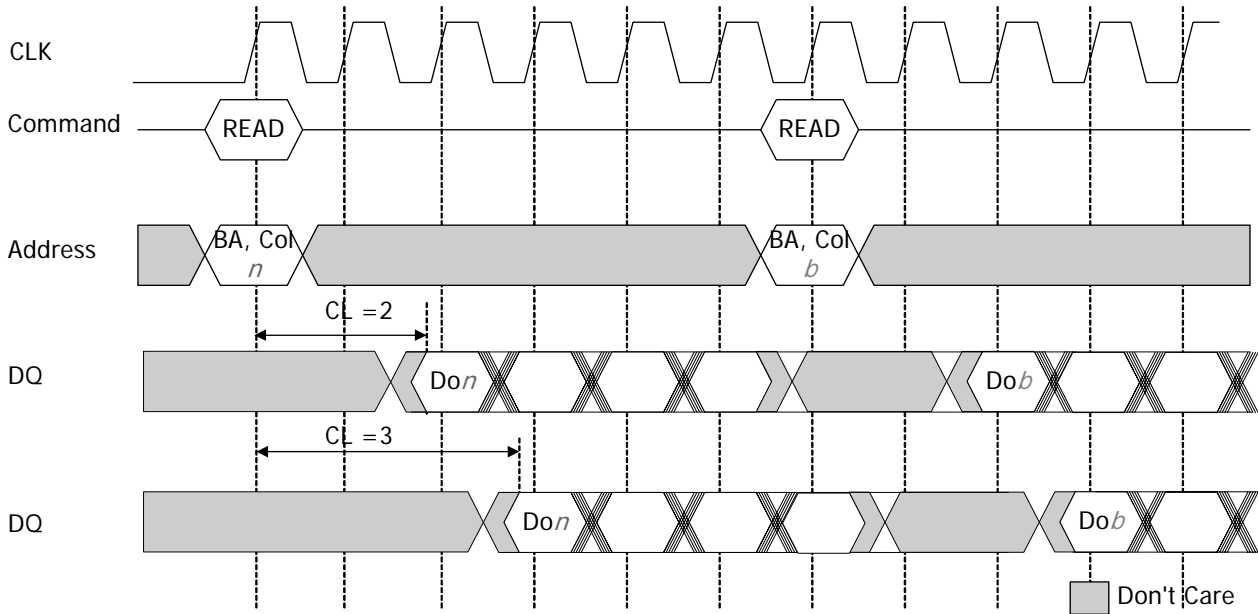 CLK
Command
READ
READ
Address
BA, Col
n
BA, Col
b
CL =2
DQ
Don
Dob
CL =3
DQ
Don
Dob
Don't Care